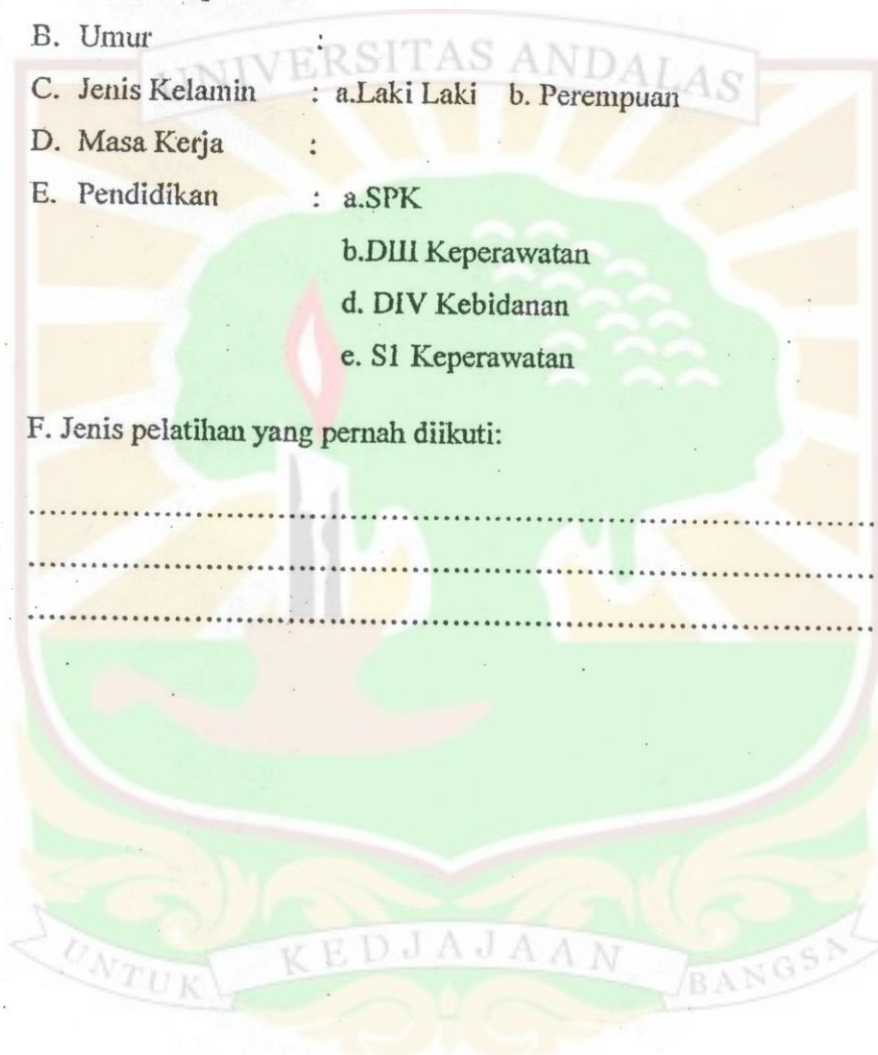 UNIVERSITAS ANDALAS
B. Umur :
C. Jenis Kelamin : a.Laki Laki b. Perempuan
D. Masa Kerja :
E. Pendidikan : a.SPK
b.DIII Keperawatan
d. DIV Kebidanan
e. S1 Keperawatan
F. Jenis pelatihan yang pernah diikuti:
................................................................................
................................................................................
................................................................................
UNTUK KEDJAJAAN BANGSA